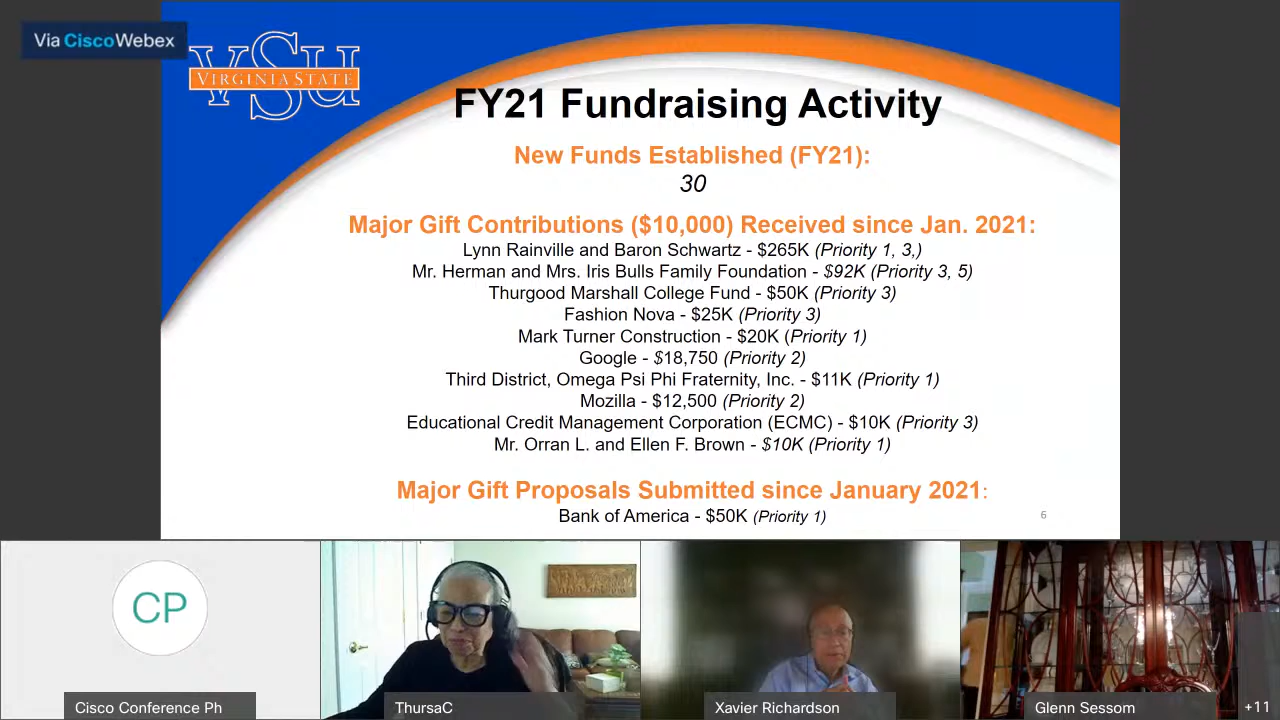 Via Cisco Webex
VSU
VIRGINIA STATE
FY21 Fundraising Activity
New Funds Established (FY21):
30
Major Gift Contributions ($10,000) Received since Jan. 2021:
Lynn Rainville and Baron Schwartz - $265K (Priority 1, 3,)
Mr. Herman and Mrs. Iris Bulls Family Foundation - $92K (Priority 3, 5)
Thurgood Marshall College Fund - $50K (Priority 3)
Fashion Nova - $25K (Priority 3)
Mark Turner Construction - $20K (Priority 1)
Google - $18,750 (Priority 2)
Third District, Omega Psi Phi Fraternity, Inc. - $11K (Priority 1)
Mozilla - $12,500 (Priority 2)
Educational Credit Management Corporation (ECMC) - $10K (Priority 3)
Mr. Orran L. and Ellen F. Brown - $10K (Priority 1)
Major Gift Proposals Submitted since January 2021:
Bank of America - $50K (Priority 1)
6
CP
Cisco Conference Ph
ThursaC
Xavier Richardson
Glenn Sessom
+11